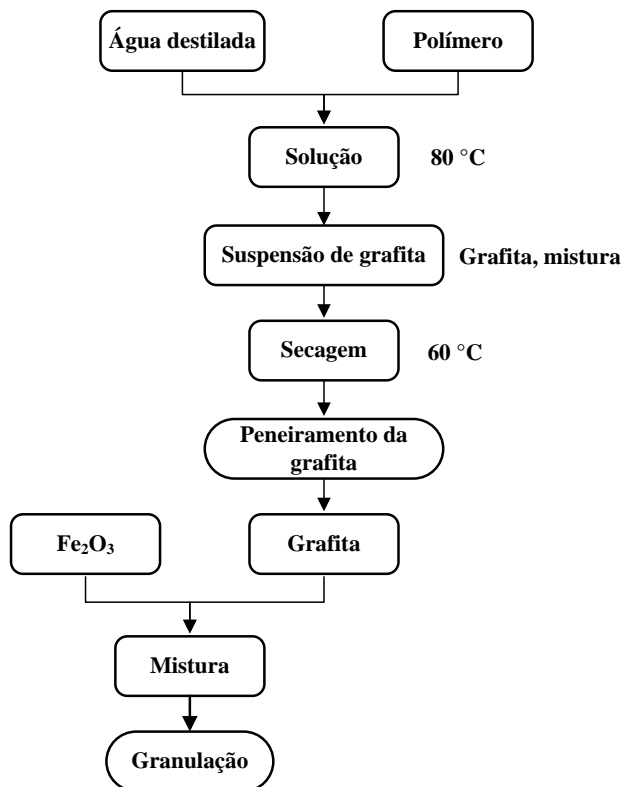 Água destilada
Polímero
Solução
80 °C
Suspensão de grafita
Grafita, mistura
Secagem
60 °C
Peneiramento da
grafita
Fe₂O₃
Grafita
Mistura
Granulação